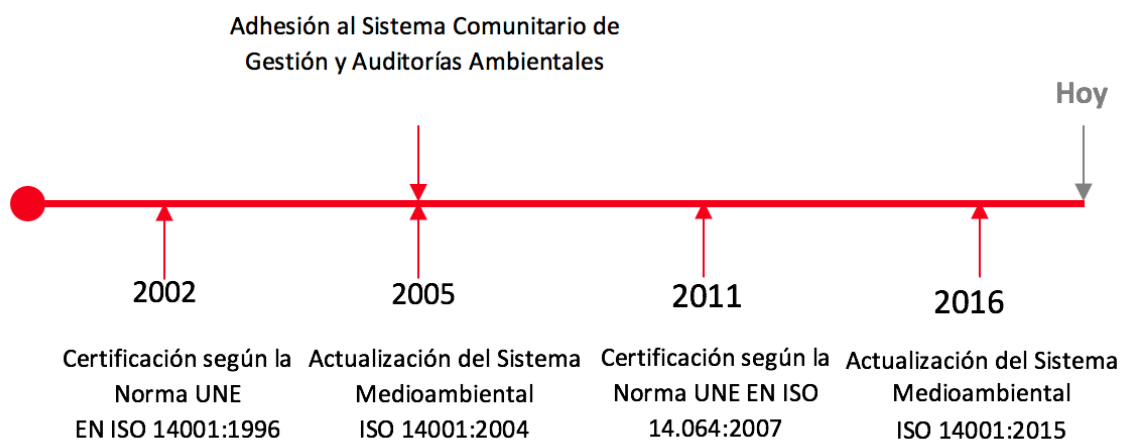 Adhesión al Sistema Comunitario de
Gestión y Auditorías Ambientales
Hoy
2002
Certificación según la
Norma UNE
EN ISO 14001:1996
2005
Actualización del Sistema
Medioambiental
ISO 14001:2004
2011
Certificación según la
Norma UNE EN ISO
14.064:2007
2016
Actualización del Sistema
Medioambiental
ISO 14001:2015